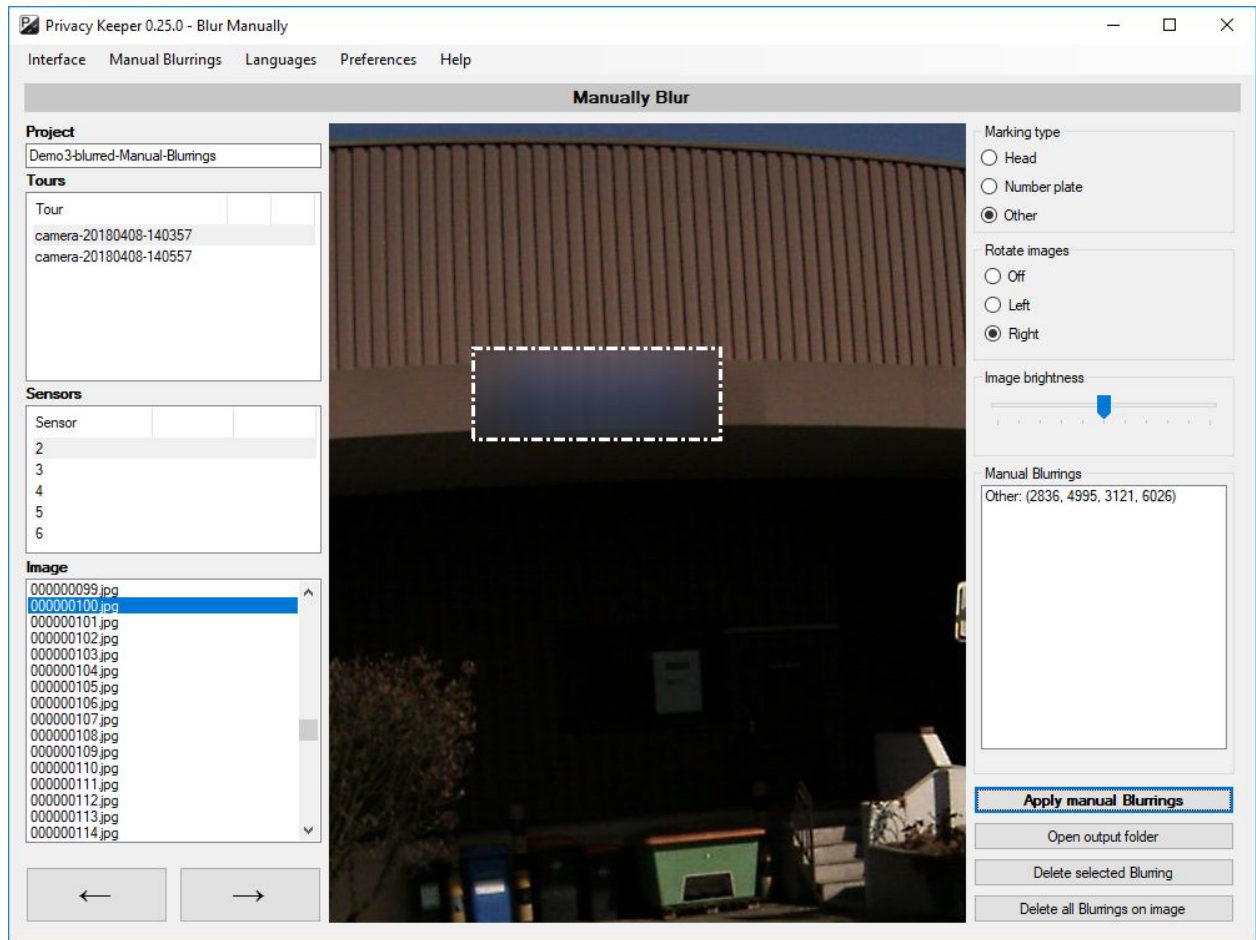 Privacy Keeper 0.25.0 - Blur Manually
Interface Manual Blurrings Languages Preferences Help
Manually Blur
Project
Demo3-blurred-Manual-Blurrings
Tours
Tour
camera-20180408-140357
camera-20180408-140557
Sensors
Sensor
2
3
4
5
6
Image
000000099.jpg
000000100.jpg
000000101.jpg
000000102.jpg
000000103.jpg
000000104.jpg
000000105.jpg
000000106.jpg
000000107.jpg
000000108.jpg
000000109.jpg
000000110.jpg
000000111.jpg
000000112.jpg
000000113.jpg
000000114.jpg
← →
Marking type
Head
Number plate
Other
Rotate images
Off
Left
Right
Image brightness
Manual Blurrings
Other: (2836, 4995, 3121, 6026)
Apply manual Blurrings
Open output folder
Delete selected Blurring
Delete all Blurrings on image